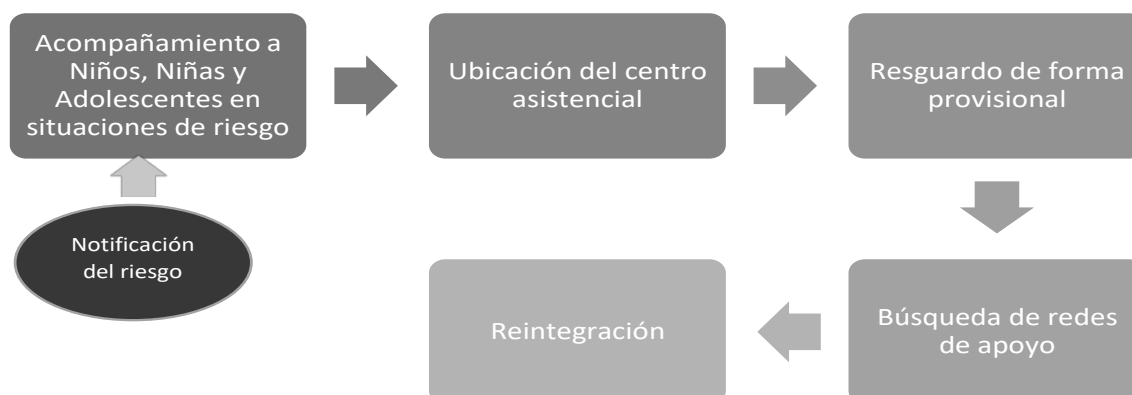 Acompañamiento a
Niños, Niñas y
Adolescentes en
situaciones de riesgo
Ubicación del centro
asistencial
Resguardo de forma
provisional
Notificación
del riesgo
Búsqueda de redes
de apoyo
Reintegración